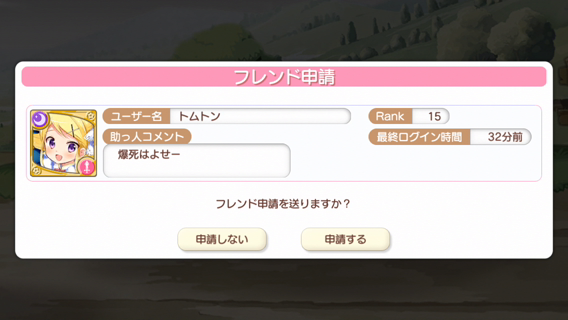 フレンド申請
ユーザー名 トムトン Rank 15
助っ人コメント 最終ログイン時間 32分前
爆死はよせー
フレンド申請を送りますか？
申請しない 申請する